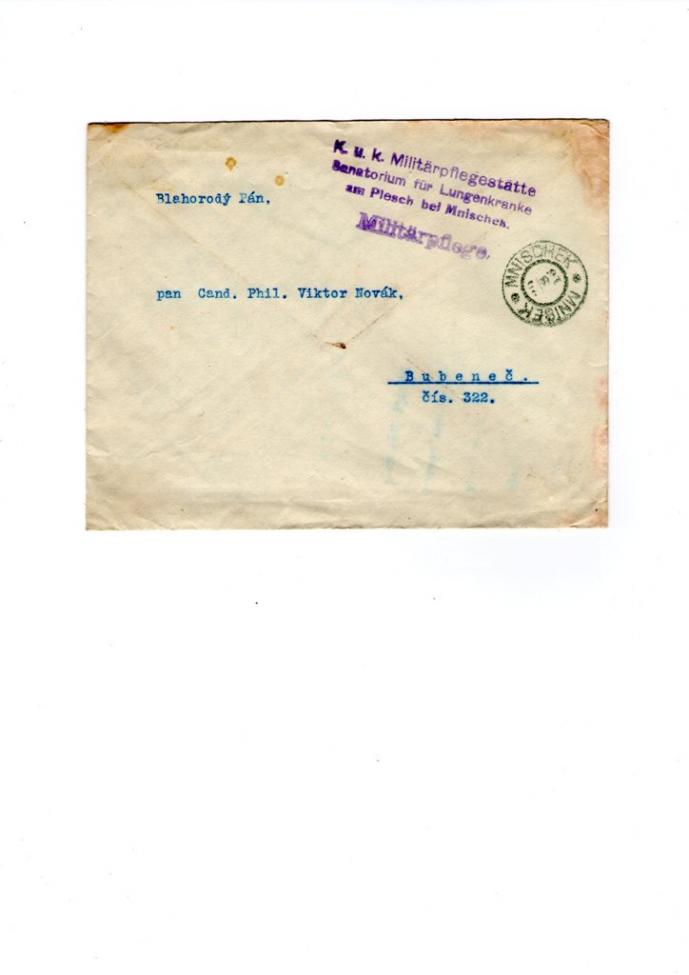 K. u. k. Militärpflegestätte
Sanatorium für Lungenkranke
am Plesch bei Mnischek.
Militärpflege.
Blahorodý Pán,
MNISCHEK * MNIŠEK *
pan Cand. Phil. Viktor Novák,
Bubeneč.
čís. 322.